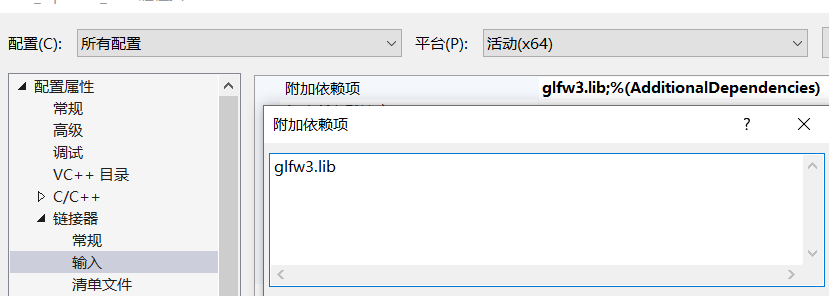 配置(C): 所有配置 平台(P): 活动(x64)
配置属性
常规
高级
调试
VC++ 目录
C/C++
链接器
常规
输入
清单文件
附加依赖项 glfw3.lib;%(AdditionalDependencies)
附加依赖项 ?
glfw3.lib